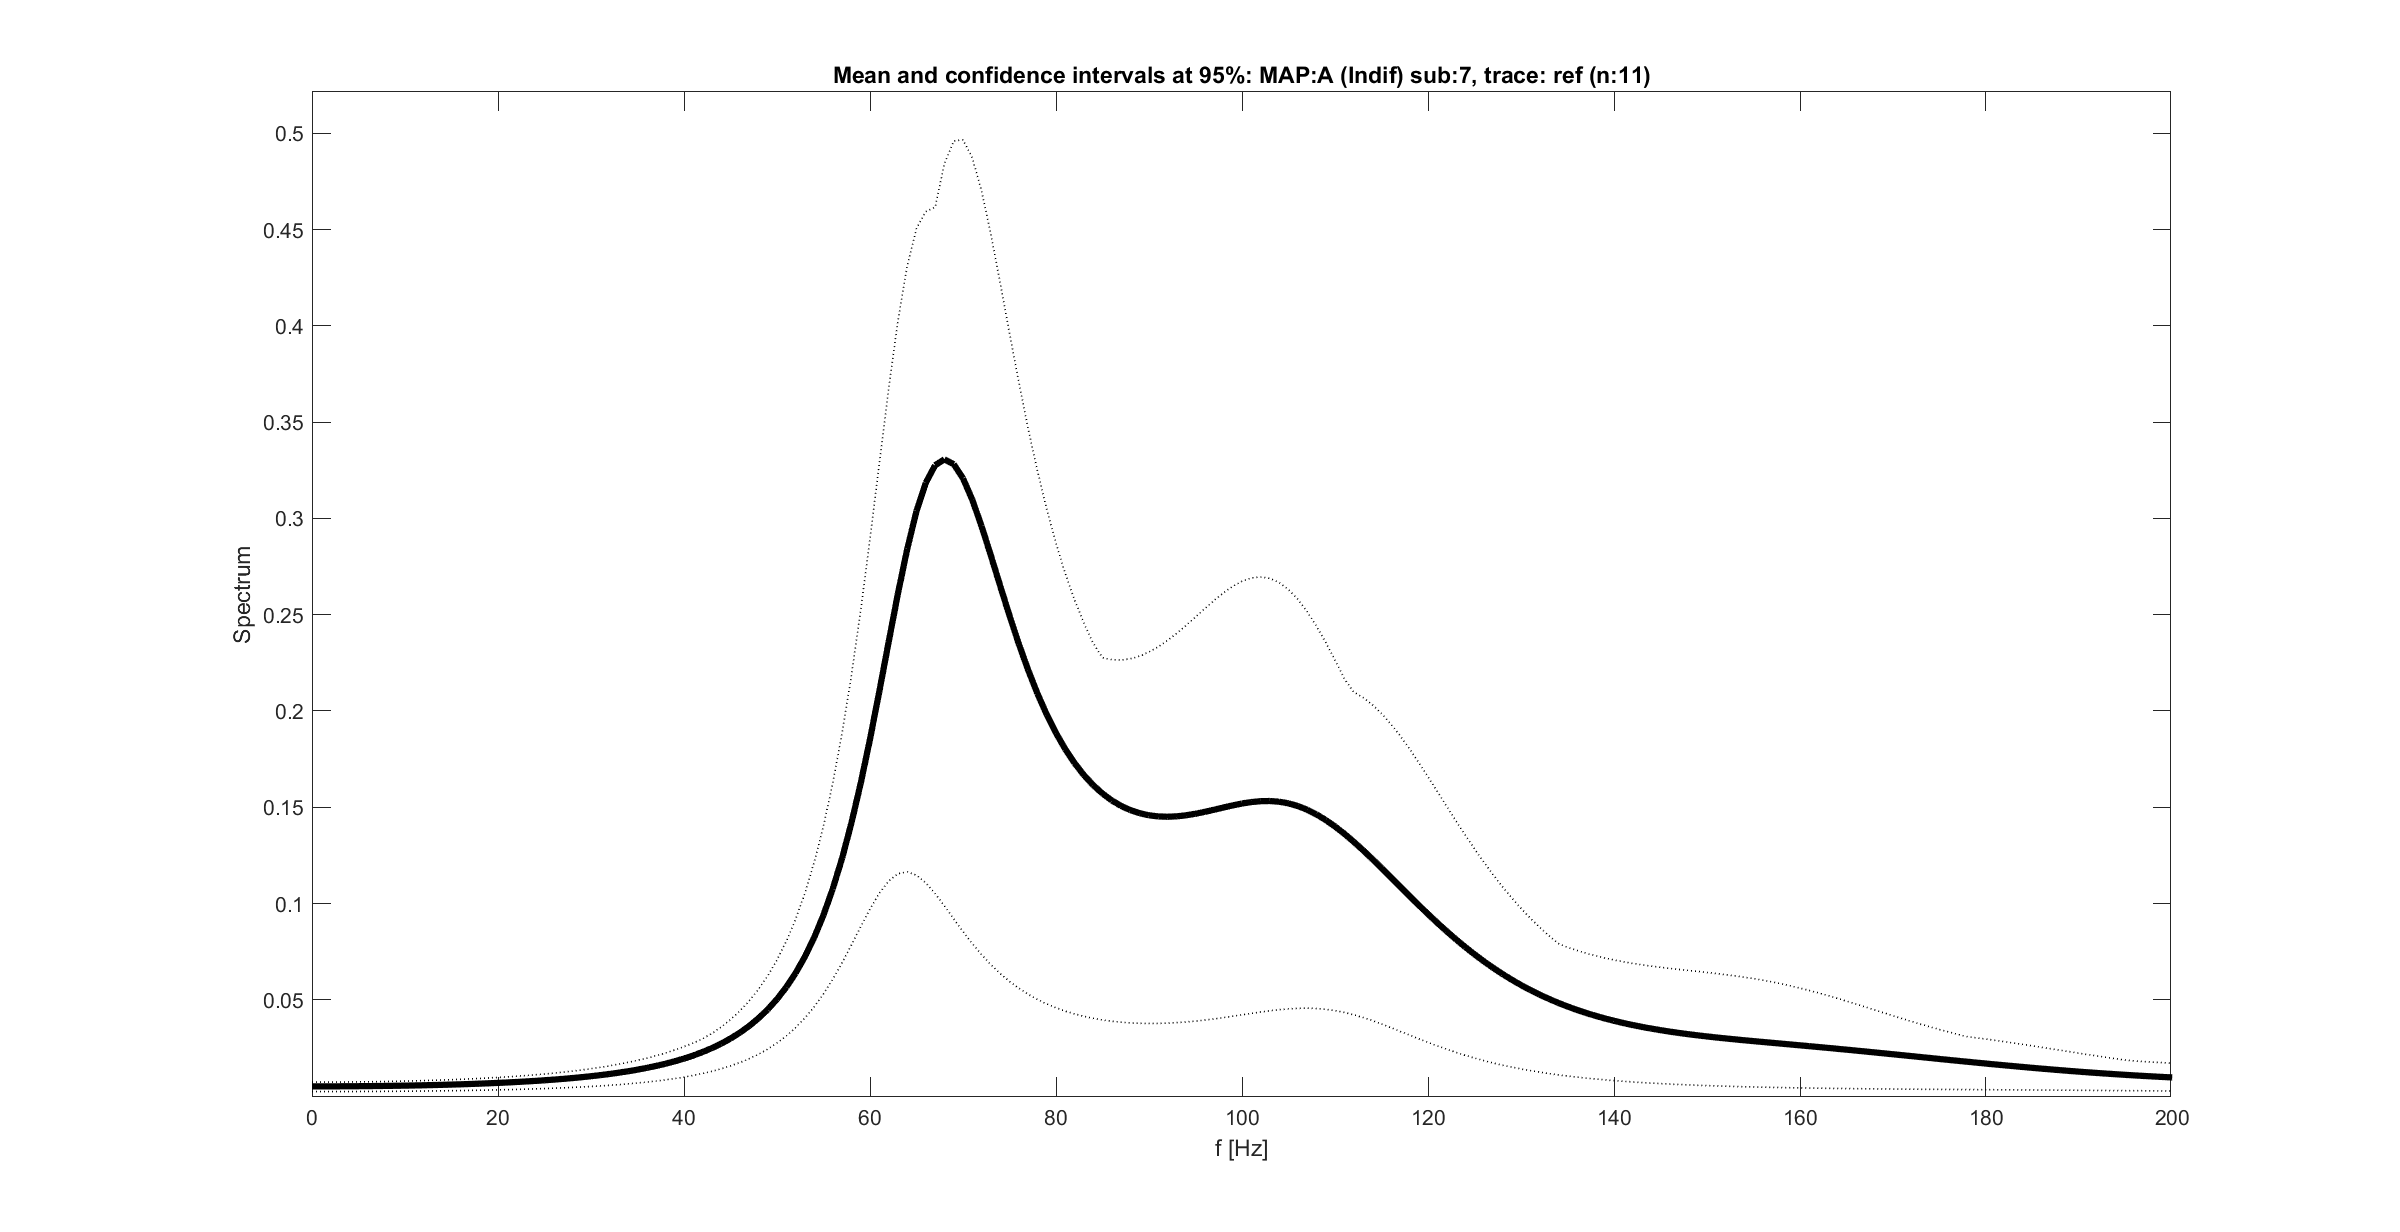 Mean and confidence intervals at 95%: MAP:A (Indif) sub:7, trace: ref (n:11)
0.5
0.45
0.4
0.35
0.3
0.25
0.2
0.15
0.1
0.05
Spectrum
0 20 40 60 80 100 120 140 160 180 200
f [Hz]